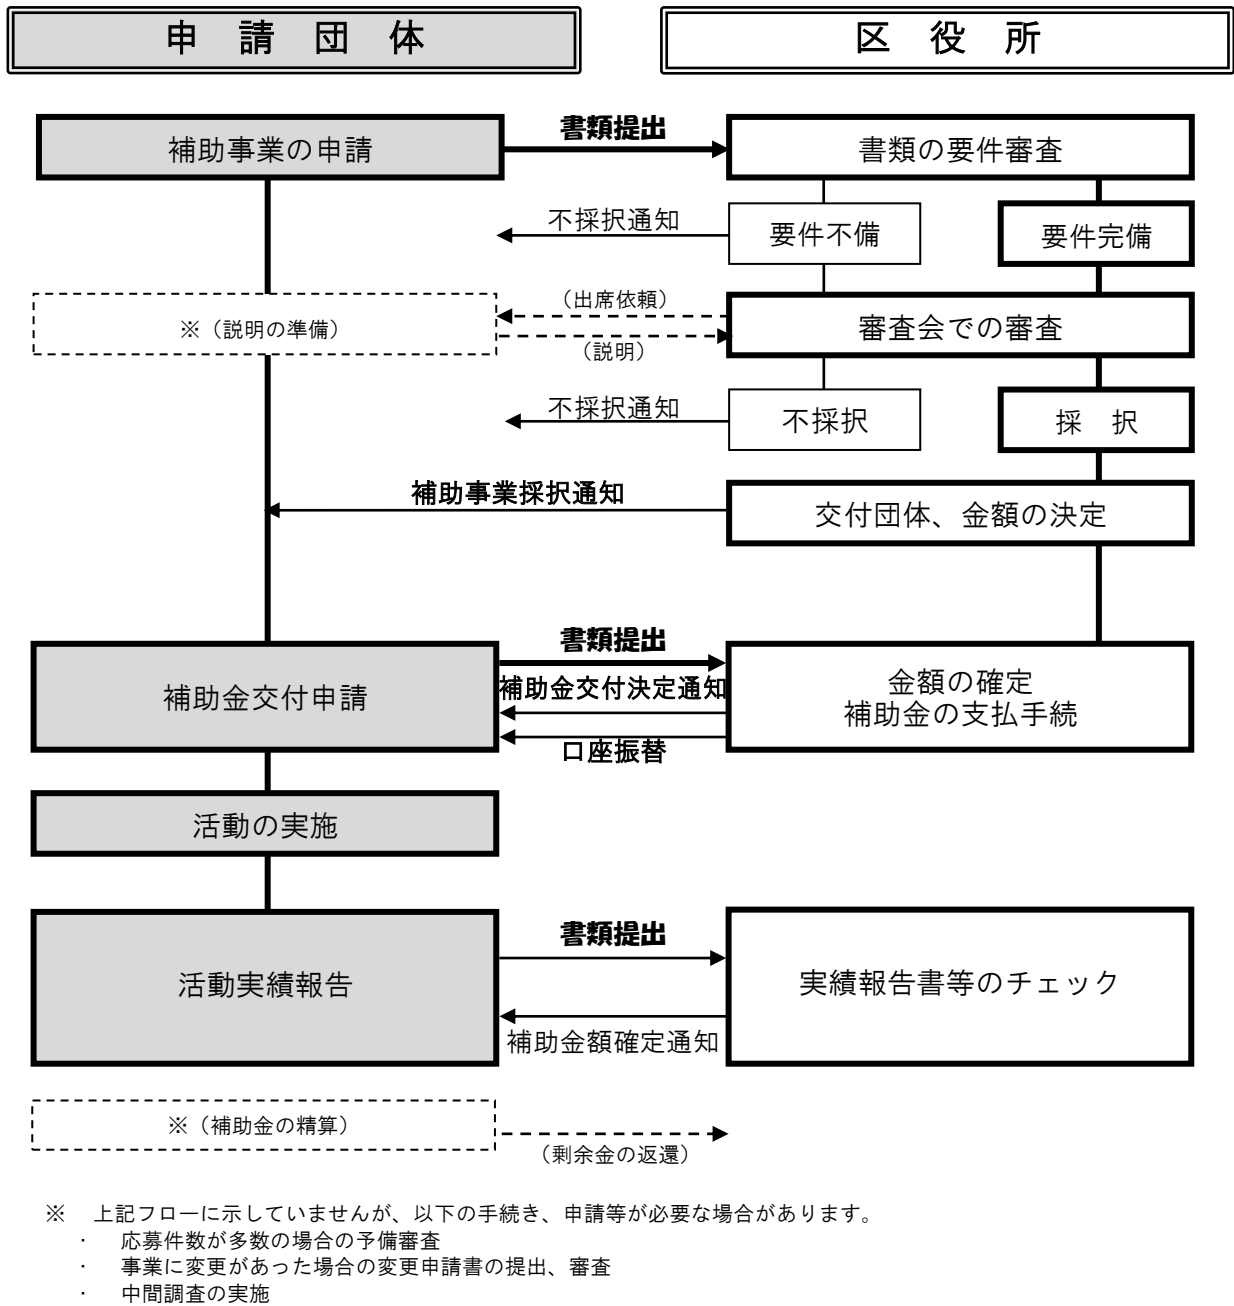 申 請 団 体
区 役 所
補助事業の申請
書類提出
書類の要件審査
不採択通知
要件不備
要件完備
※（説明の準備）
（出席依頼）
（説明）
審査会での審査
不採択通知
不採択
採 択
補助事業採択通知
交付団体、金額の決定
補助金交付申請
書類提出
補助金交付決定通知
口座振替
金額の確定
補助金の支払手続
活動の実施
活動実績報告
書類提出
補助金額確定通知
実績報告書等のチェック
※（補助金の精算）
（剰余金の返還）
※ 上記フローに示していませんが、以下の手続き、申請等が必要な場合があります。
・ 応募件数が多数の場合の予備審査
・ 事業に変更があった場合の変更申請書の提出、審査
・ 中間調査の実施